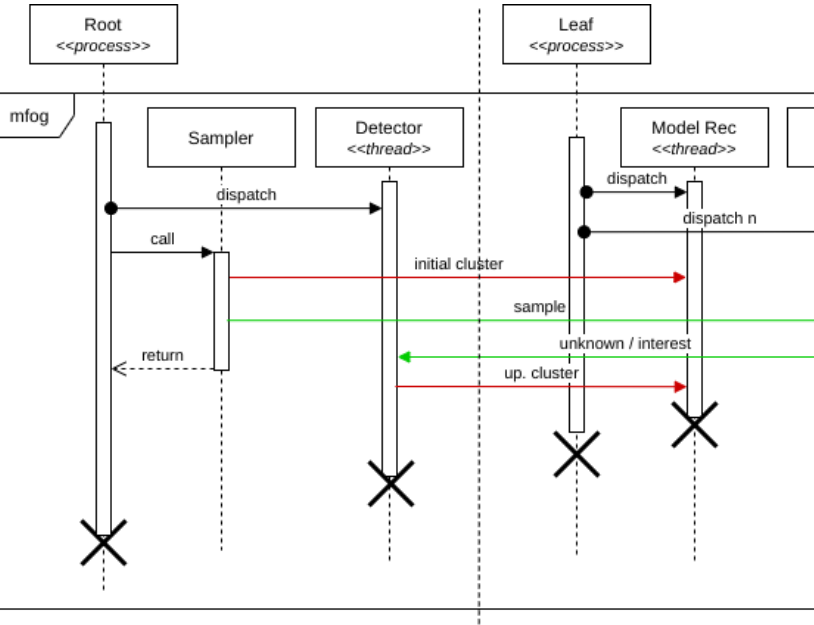 Root
<<process>>
Leaf
<<process>>
mfog
Sampler
Detector
<<thread>>
Model Rec
<<thread>>
dispatch
dispatch
dispatch n
call
initial cluster
sample
unknown / interest
return
up. cluster